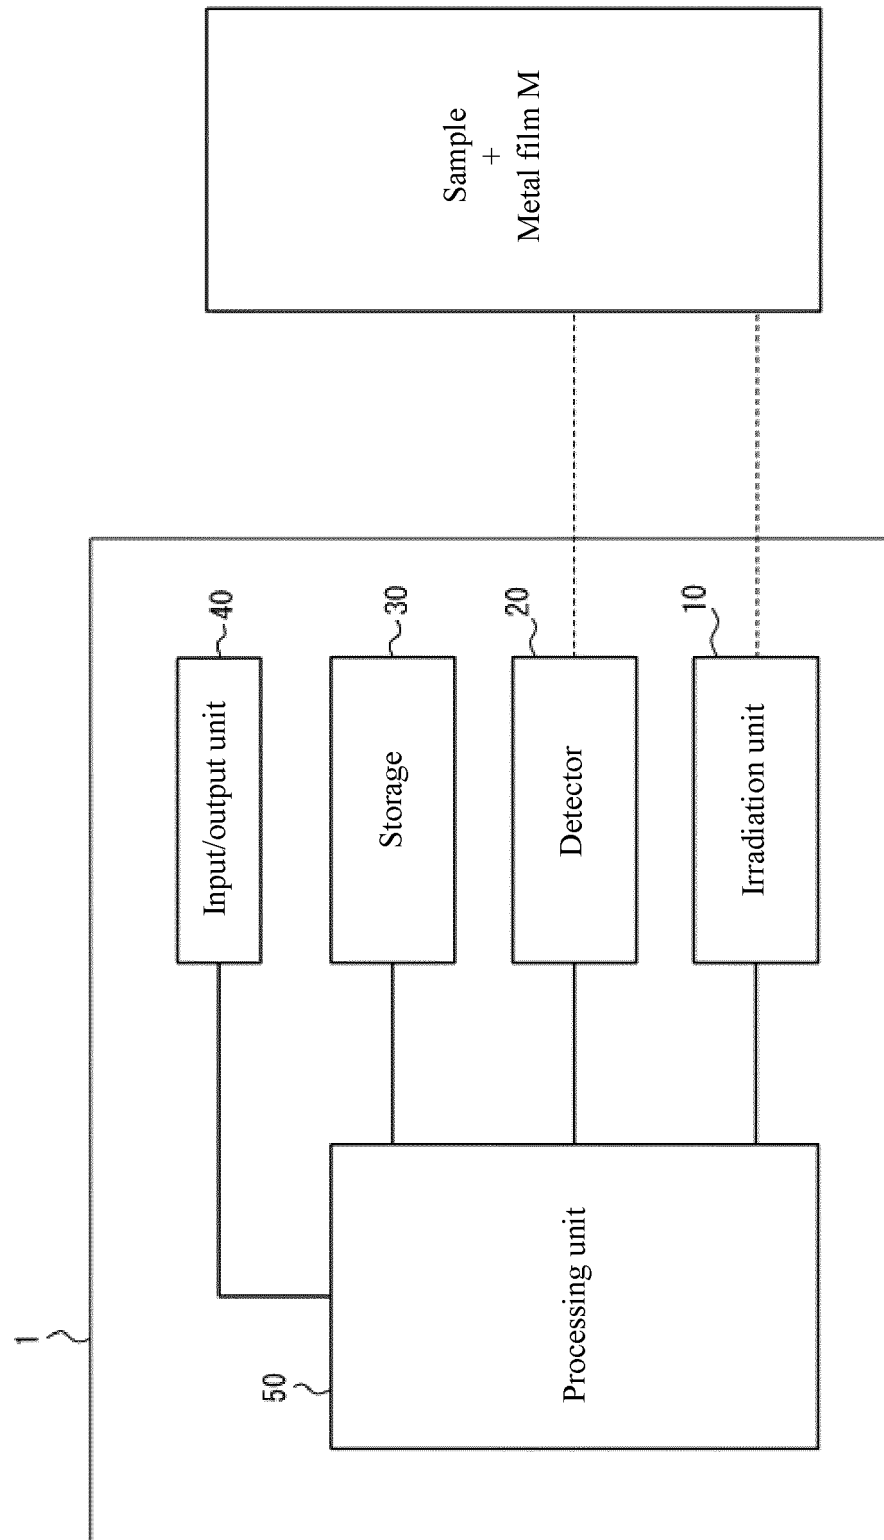 1
50
Processing unit
40
Input/output unit
30
Storage
20
Detector
10
Irradiation unit
Sample
+
Metal film M